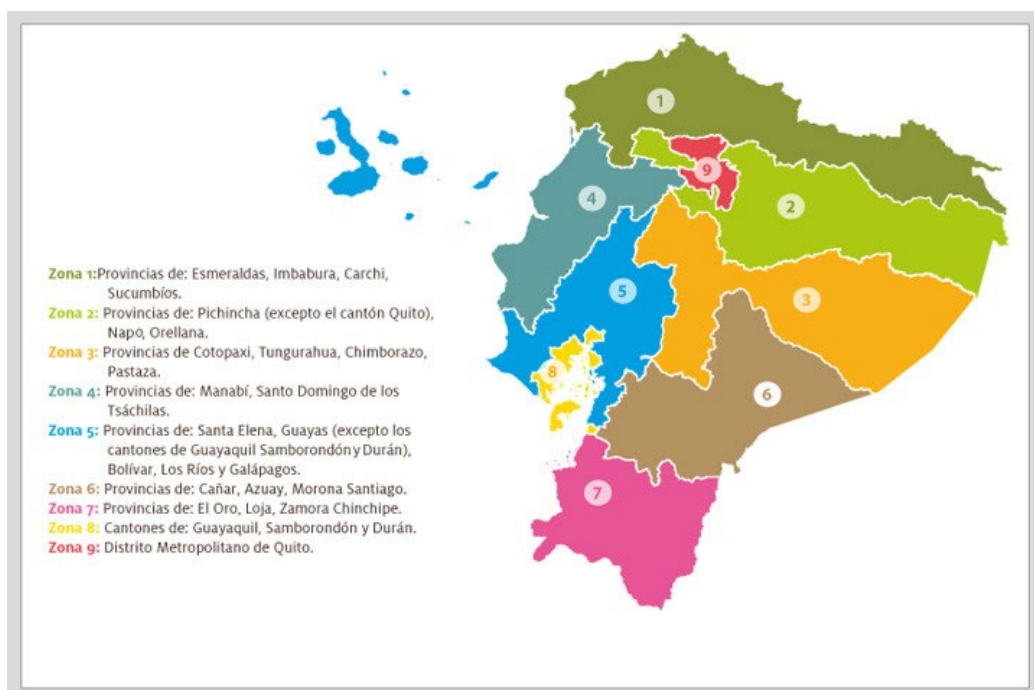 1
9
4
2
5
3
8
6
7
Zona 1:Provincias de: Esmeraldas, Imbabura, Carchi,
Sucumbíos.
Zona 2: Provincias de: Pichincha (excepto el cantón Quito),
Napo, Orellana.
Zona 3: Provincias de Cotopaxi, Tungurahua, Chimborazo,
Pastaza.
Zona 4: Provincias de: Manabí, Santo Domingo de los
Tsáchilas.
Zona 5: Provincias de: Santa Elena, Guayas (excepto los
cantones de Guayaquil Samborondón y Durán),
Bolívar, Los Ríos y Galápagos.
Zona 6: Provincias de: Cañar, Azuay, Morona Santiago.
Zona 7: Provincias de: El Oro, Loja, Zamora Chinchipe.
Zona 8: Cantones de: Guayaquil, Samborondón y Durán.
Zona 9: Distrito Metropolitano de Quito.